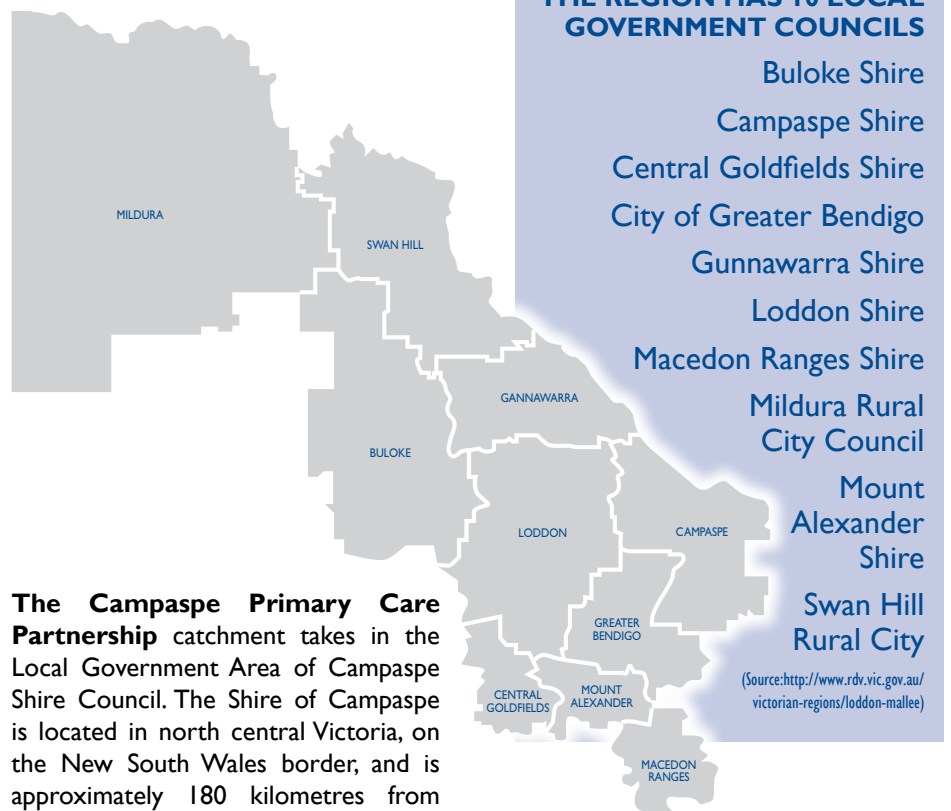 THE REGION HAS 10 LOCAL
GOVERNMENT COUNCILS
Buloke Shire
Campaspe Shire
Central Goldfields Shire
City of Greater Bendigo
Gunnawarra Shire
Loddon Shire
Macedon Ranges Shire
Mildura Rural
City Council
Mount
Alexander
Shire
Swan Hill
Rural City
(Source:http://www.rdv.vic.gov.au/
victorian-regions/loddon-mallee)
MILDURA
SWAN HILL
GANNAWARRA
BULOKE
LODDON
CAMPASPE
GREATER
BENDIGO
CENTRAL
GOLDFIELDS
MOUNT
ALEXANDER
MACEDON
RANGES
The Campaspe Primary Care
Partnership catchment takes in the
Local Government Area of Campaspe
Shire Council. The Shire of Campaspe
is located in north central Victoria, on
the New South Wales border, and is
approximately 180 kilometres from